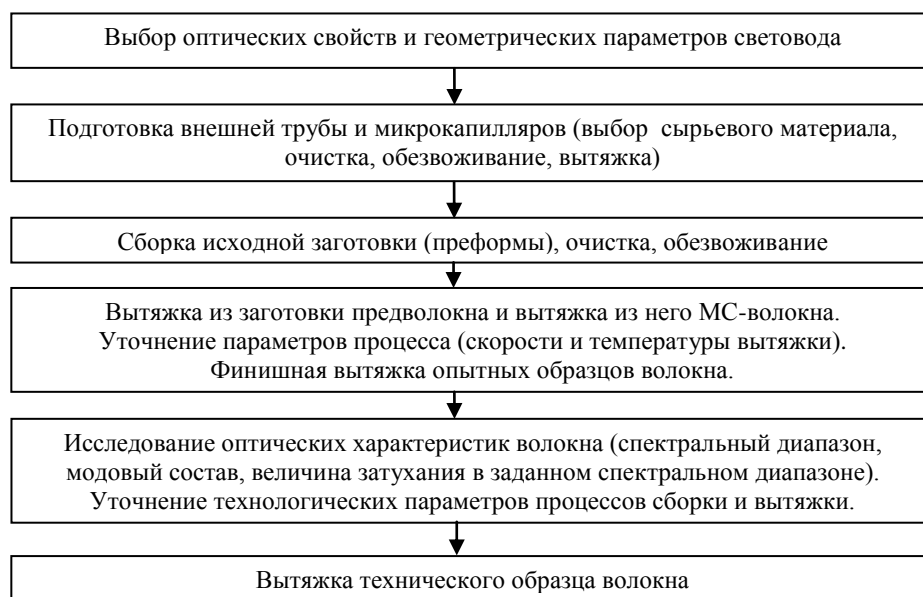 Выбор оптических свойств и геометрических параметров световода
Подготовка внешней трубы и микрокапилляров (выбор сырьевого материала,
очистка, обезвоживание, вытяжка)
Сборка исходной заготовки (преформы), очистка, обезвоживание
Вытяжка из заготовки предволокна и вытяжка из него МС-волокна.
Уточнение параметров процесса (скорости и температуры вытяжки).
Финишная вытяжка опытных образцов волокна.
Исследование оптических характеристик волокна (спектральный диапазон,
модовый состав, величина затухания в заданном спектральном диапазоне).
Уточнение технологических параметров процессов сборки и вытяжки.
Вытяжка технического образца волокна